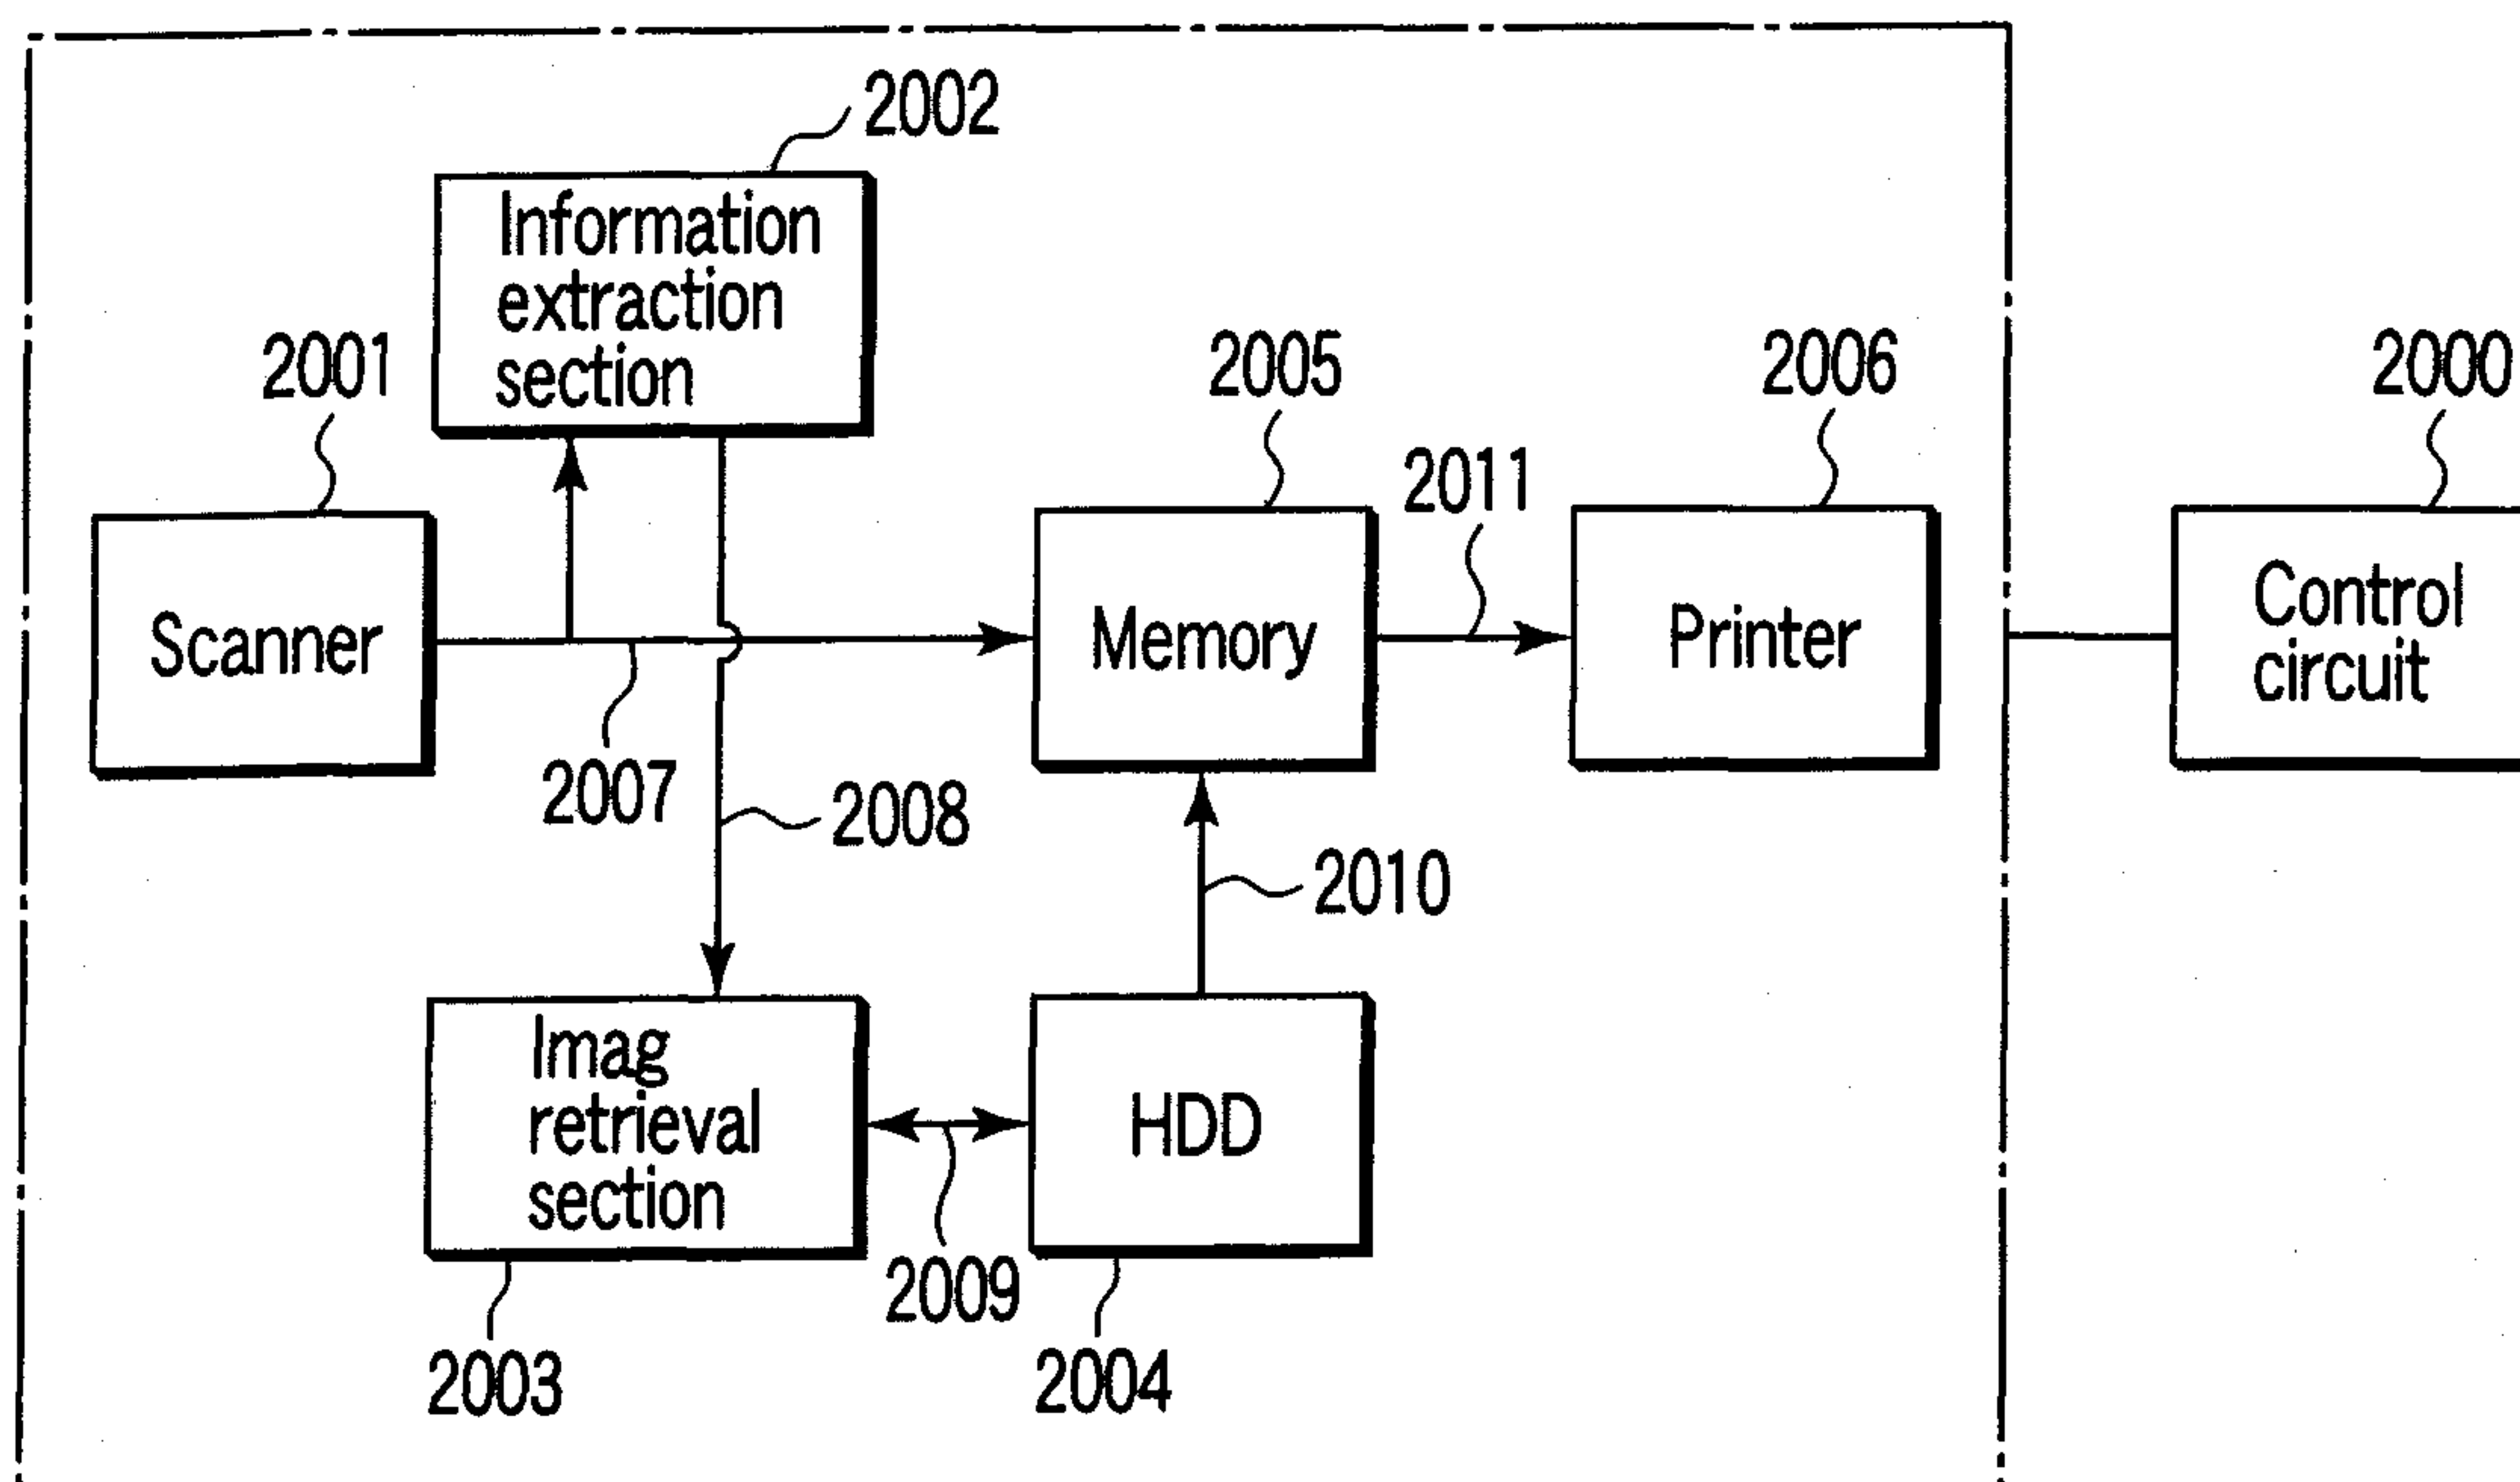 2002
Information
extraction
section
2001
2005
2006
2000
2011
Scanner
Memory
Printer
Control
circuit
2007
2008
2010
Imag
retrieval
section
HDD
2009
2003
2004